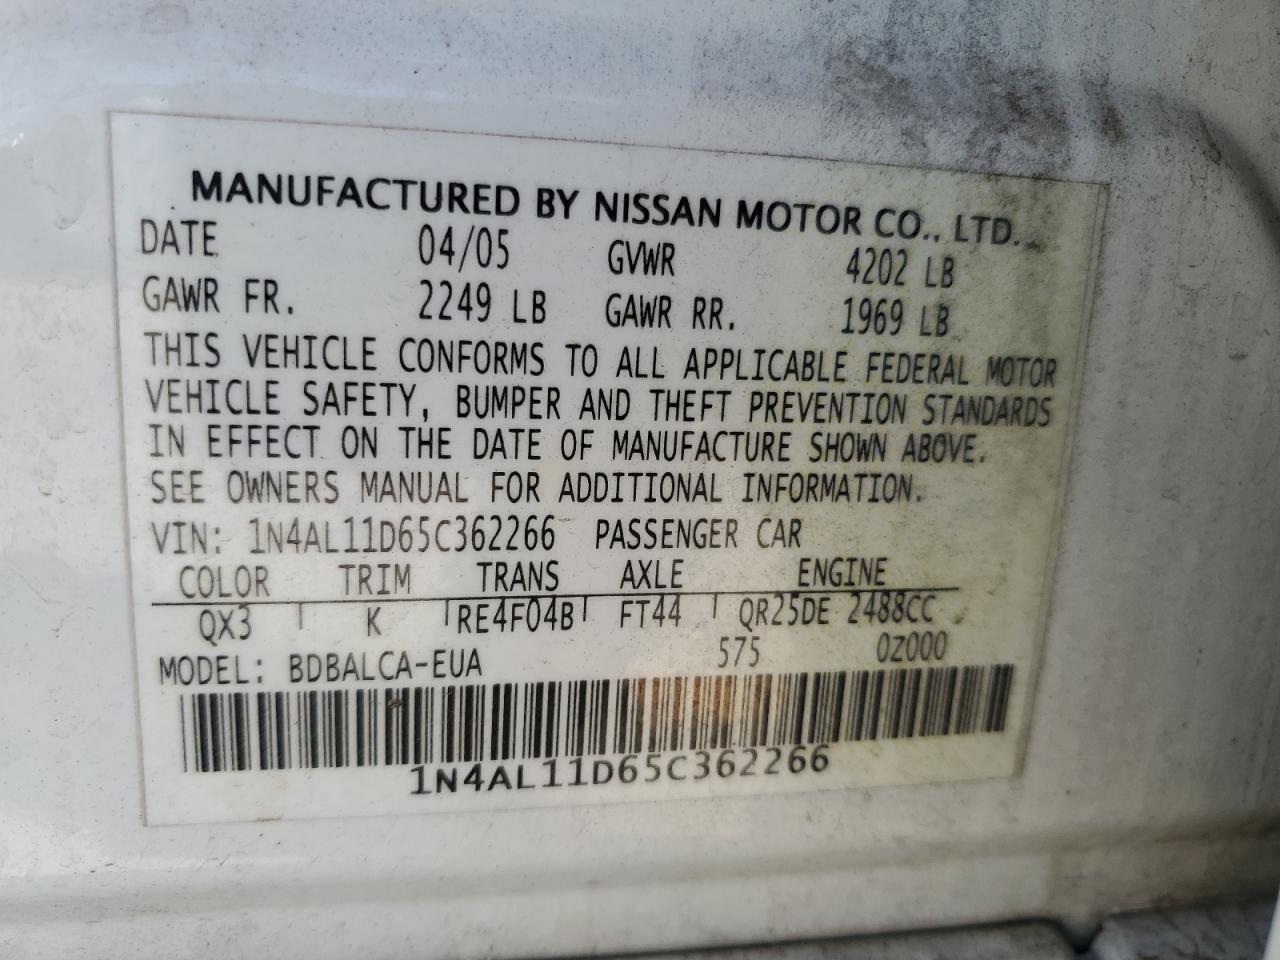 MANUFACTURED BY NISSAN MOTOR CO., LTD.
DATE 04/05 GVWR 4202 LB
GAWR FR. 2249 LB GAWR RR. 1969 LB
THIS VEHICLE CONFORMS TO ALL APPLICABLE FEDERAL MOTOR
VEHICLE SAFETY, BUMPER AND THEFT PREVENTION STANDARDS
IN EFFECT ON THE DATE OF MANUFACTURE SHOWN ABOVE.
SEE OWNERS MANUAL FOR ADDITIONAL INFORMATION.
VIN: 1N4AL11D65C362266 PASSENGER CAR
COLOR TRIM TRANS AXLE ENGINE
QX3 K RE4F04B FT44 QR25DE 2488CC
MODEL: BDBALCA-EUA 575 0Z000
1N4AL11D65C362266